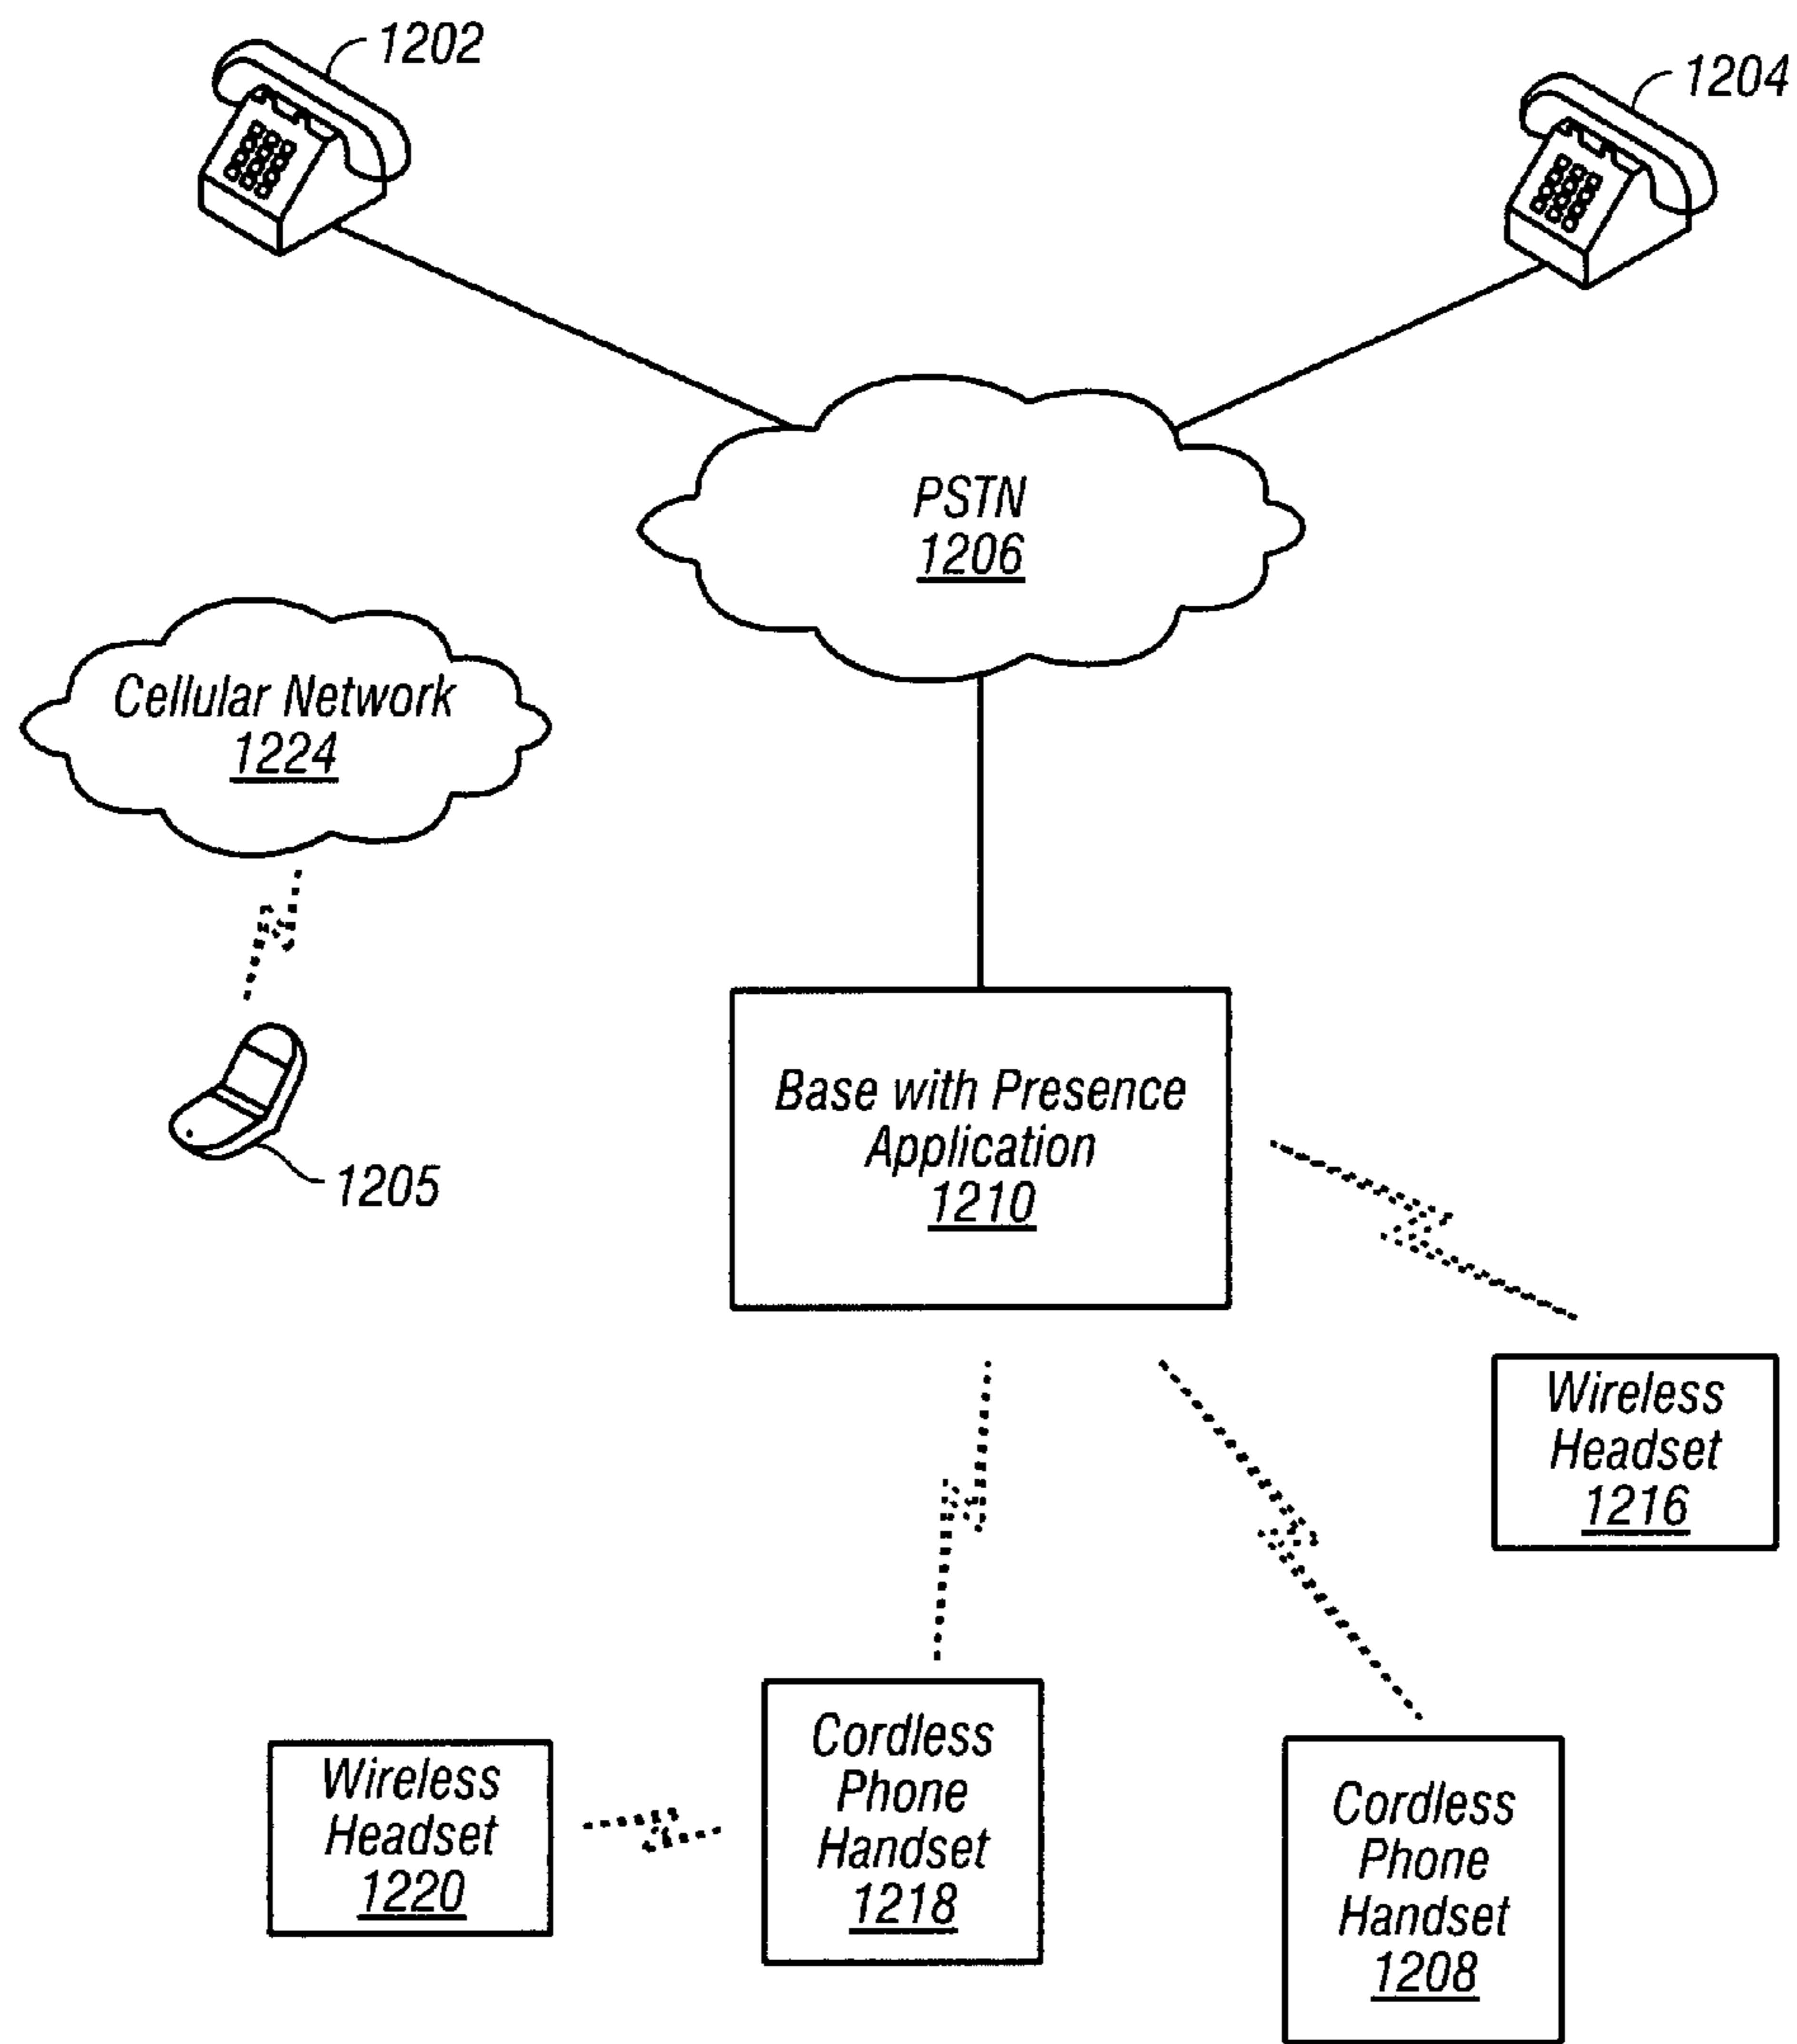 1202
1204
PSTN
1206
Cellular Network
1224
1205
Base with Presence
Application
1210
Wireless
Headset
1216
Cordless
Phone
Handset
1218
Wireless
Headset
1220
Cordless
Phone
Handset
1208